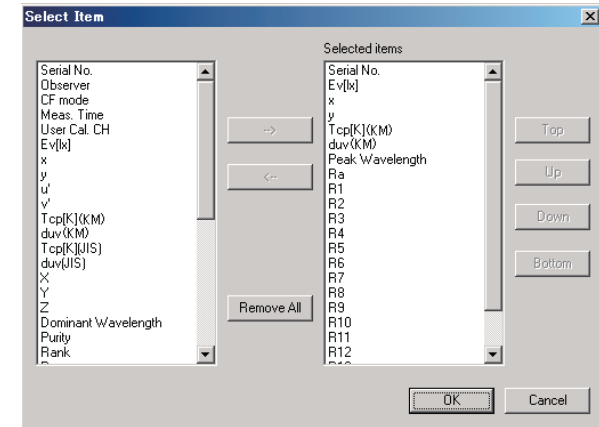 Select Item
Selected items
Serial No.
Observer
CF mode
Meas. Time
User Cal. CH
Ev[lx]
x
y
u'
v'
Tcp[K](KM)
duv(KM)
Tcp[K](JIS)
duv(JIS)
X
Y
Z
Dominant Wavelength
Purity
Rank
-->
<--
Remove All
Serial No.
Ev[lx]
x
y
Tcp[K](KM)
duv(KM)
Peak Wavelength
Ra
R1
R2
R3
R4
R5
R6
R7
R8
R9
R10
R11
R12
Top
Up
Down
Bottom
OK
Cancel